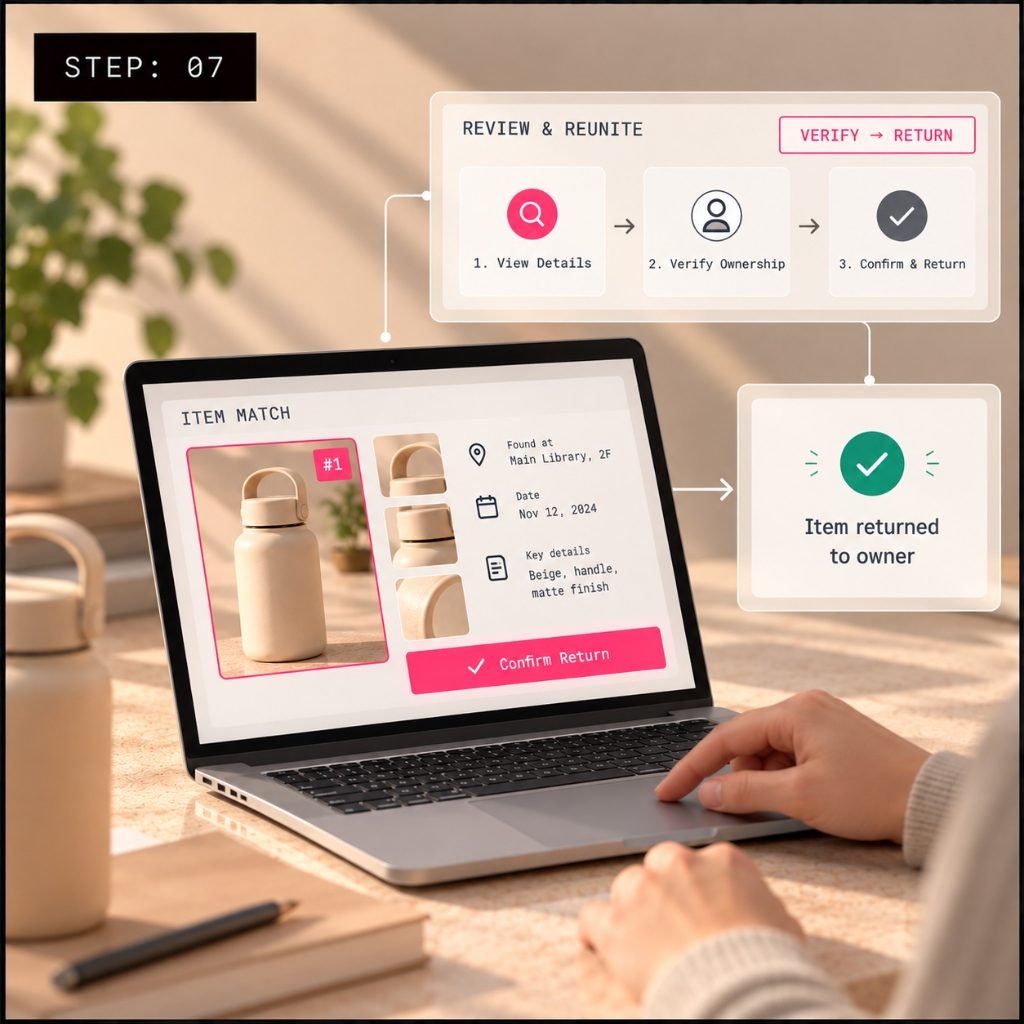 STEP: 07
REVIEW & REUNITE
VERIFY → RETURN
1. View Details
2. Verify Ownership
3. Confirm & Return
ITEM MATCH
#1
Found at
Main Library, 2F
Date
Nov 12, 2024
Key details
Beige, handle,
matte finish
Confirm Return
Item returned
to owner